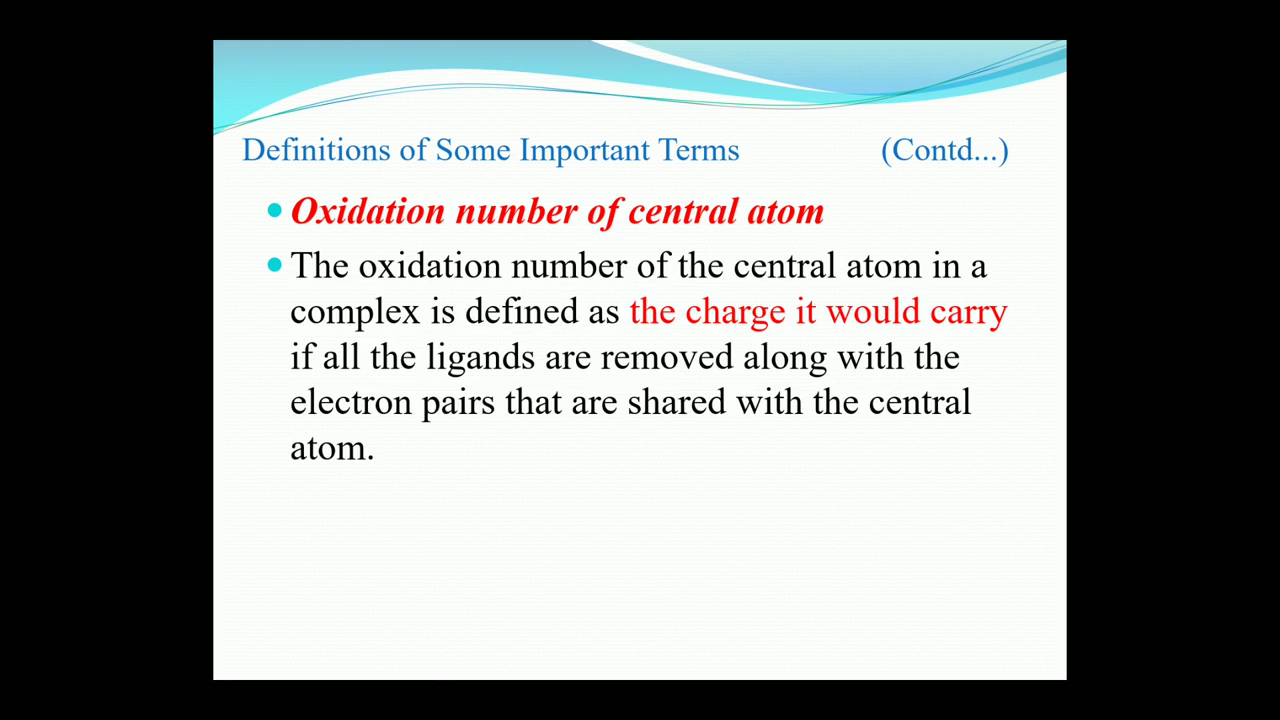 Definitions of Some Important Terms (Contd...)
Oxidation number of central atom
The oxidation number of the central atom in a
complex is defined as the charge it would carry
if all the ligands are removed along with the
electron pairs that are shared with the central
atom.